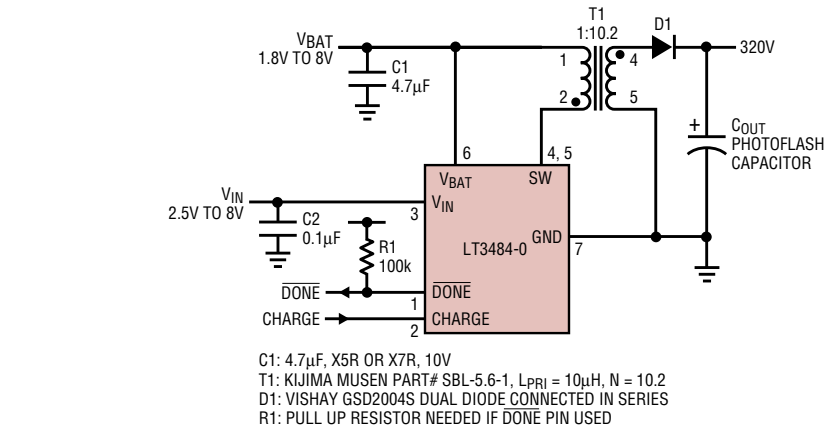 T1
1:10.2
D1
VBAT
1.8V TO 8V
1
4
320V
C1
4.7µF
2
5
+
COUT
PHOTOFLASH
CAPACITOR
6
4, 5
VBAT
SW
VIN
2.5V TO 8V
3
VIN
C2
0.1µF
R1
100k
LT3484-0
GND
7
DONE
DONE
1
CHARGE
CHARGE
2
C1: 4.7µF, X5R OR X7R, 10V
T1: KIJIMA MUSEN PART# SBL-5.6-1, LPRI = 10µH, N = 10.2
D1: VISHAY GSD2004S DUAL DIODE CONNECTED IN SERIES
R1: PULL UP RESISTOR NEEDED IF DONE PIN USED